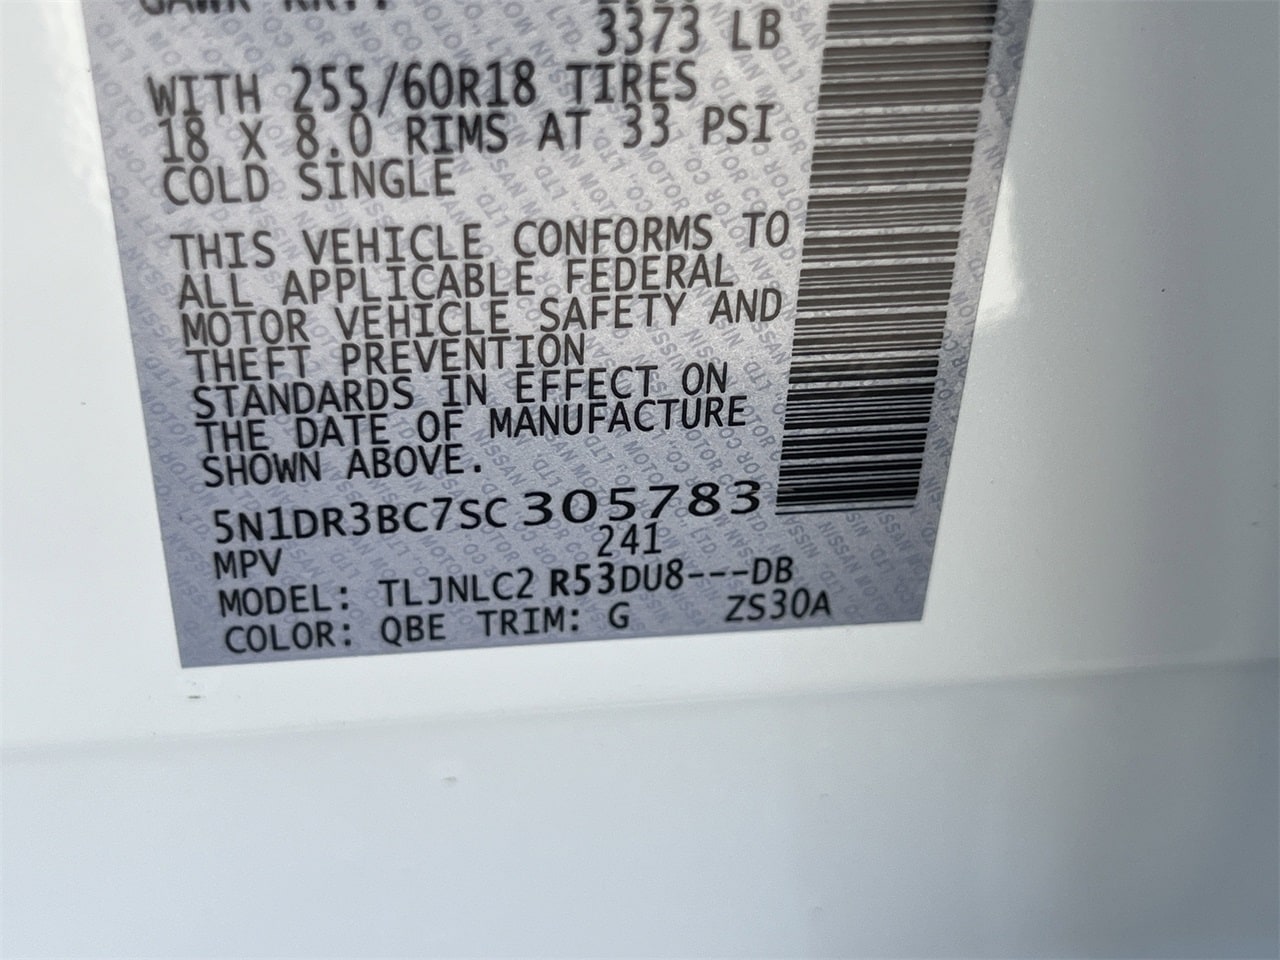 GAWR RR::
3373 LB
WITH 255/60R18 TIRES
18 X 8.0 RIMS AT 33 PSI
COLD SINGLE
THIS VEHICLE CONFORMS TO
ALL APPLICABLE FEDERAL
MOTOR VEHICLE SAFETY AND
THEFT PREVENTION
STANDARDS IN EFFECT ON
THE DATE OF MANUFACTURE
SHOWN ABOVE.
5N1DR3BC7SC305783
MPV 241
MODEL: TLJNLC2 R53DU8---DB
COLOR: QBE TRIM: G ZS30A